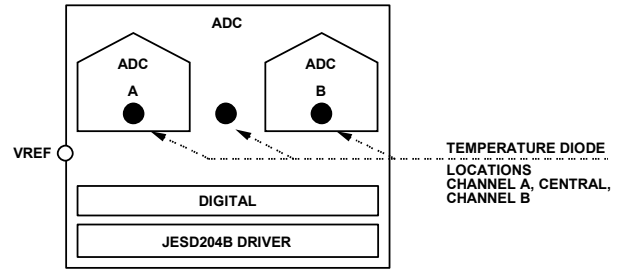 ADC
ADC
A
ADC
B
VREF
TEMPERATURE DIODE
LOCATIONS
CHANNEL A, CENTRAL,
CHANNEL B
DIGITAL
JESD204B DRIVER